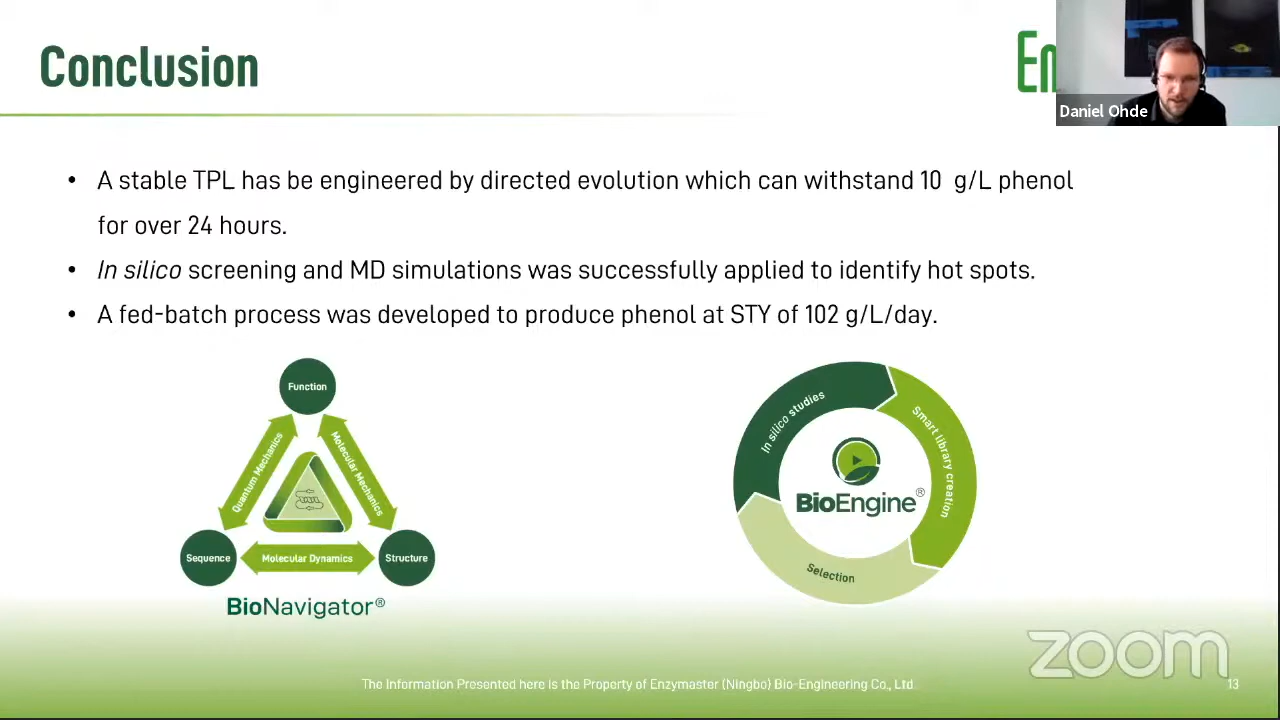 Conclusion
En
Daniel Ohde
• A stable TPL has be engineered by directed evolution which can withstand 10 g/L phenol
for over 24 hours.
• In silico screening and MD simulations was successfully applied to identify hot spots.
• A fed-batch process was developed to produce phenol at STY of 102 g/L/day.
Function
Quantum Mechanics
Molecular Mechanics
Sequence
Molecular Dynamics
Structure
BioNavigator®
In silico studies
Smart library creation
BioEngine®
Selection
zoom
The Information Presented here is the Property of Enzymaster (Ningbo) Bio-Engineering Co., Ltd.
13